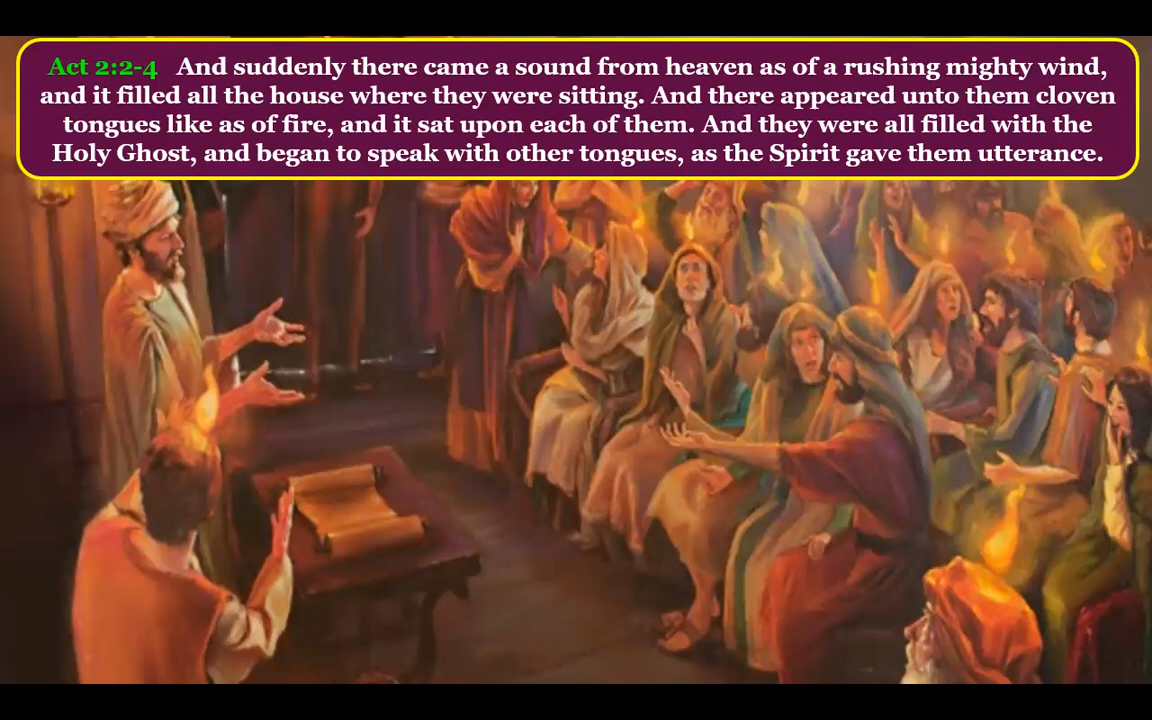 Act 2:2-4 And suddenly there came a sound from heaven as of a rushing mighty wind,
and it filled all the house where they were sitting. And there appeared unto them cloven
tongues like as of fire, and it sat upon each of them. And they were all filled with the
Holy Ghost, and began to speak with other tongues, as the Spirit gave them utterance.